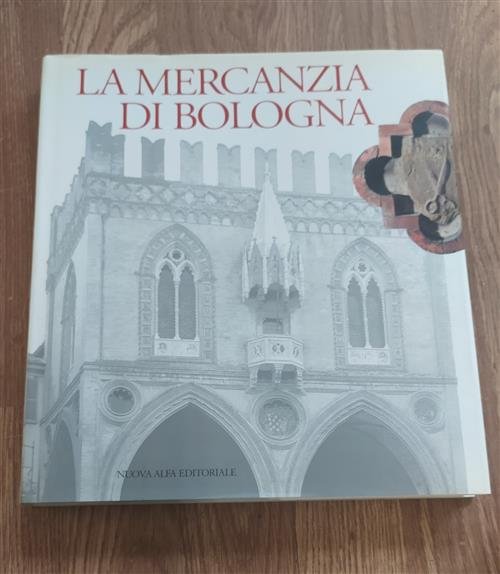 LA MERCANZIA
DI BOLOGNA
NUOVA ALFA EDITORIALE